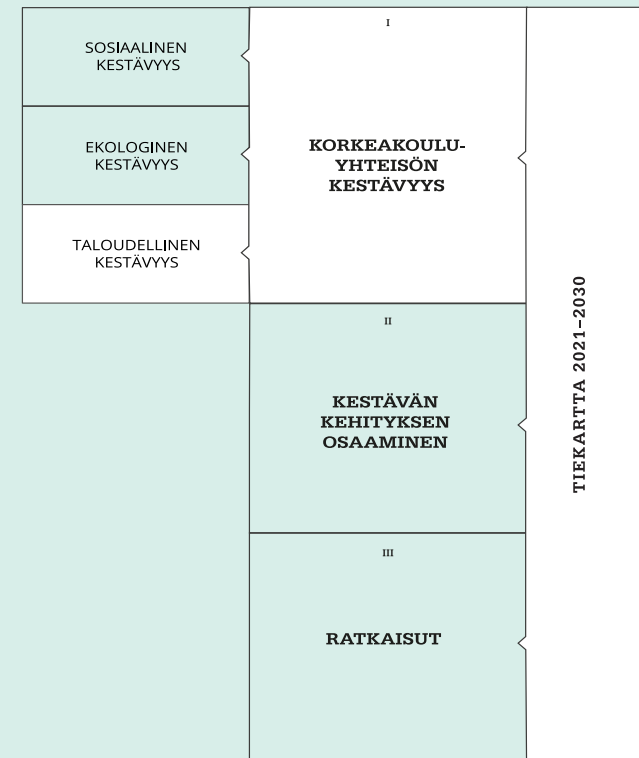 SOSIAALINEN
KESTÄVYYS
EKOLOGINEN
KESTÄVYYS
TALOUDELLINEN
KESTÄVYYS
I
KORKEAKOULU-
YHTEISÖN
KESTÄVYYS
II
KESTÄVÄN
KEHITYKSEN
OSAAMINEN
III
RATKAISUT
TIEKARTTA 2021–2030